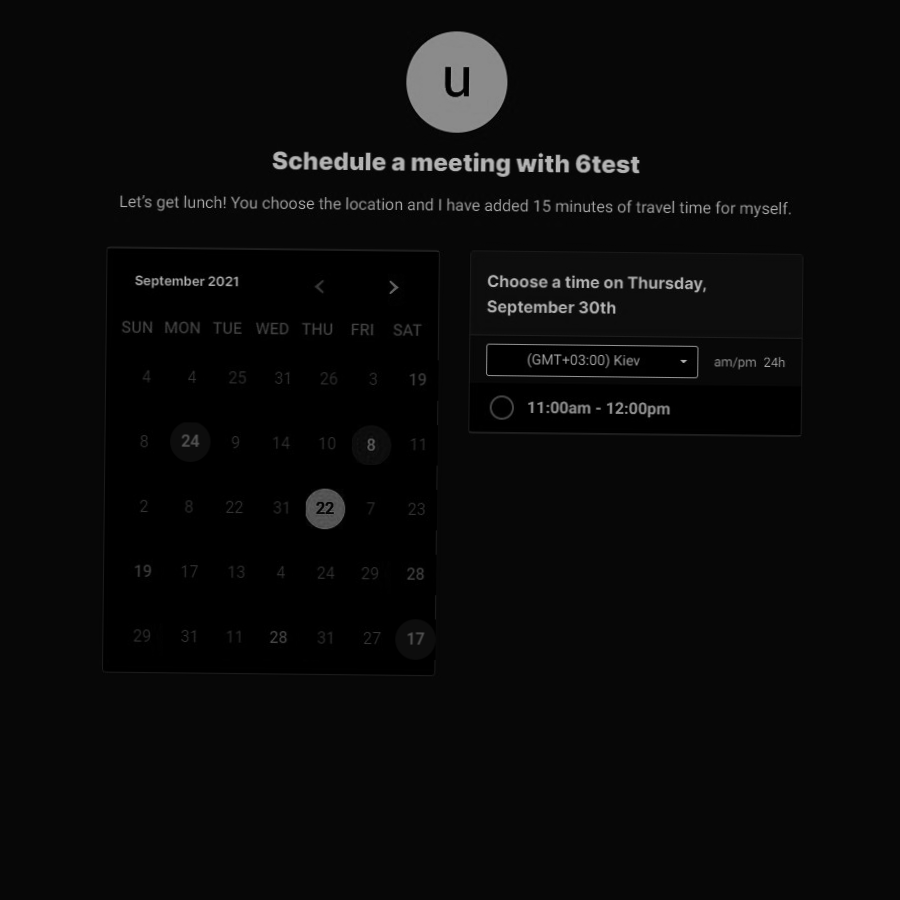 u
Schedule a meeting with 6test
Let's get lunch! You choose the location and I have added 15 minutes of travel time for myself.
September 2021
SUN MON TUE WED THU FRI SAT
4 4 25 31 26 3 19
8 24 9 14 10 8 11
2 8 22 31 22 7 23
19 17 13 4 24 29 28
29 31 11 28 31 27 17
Choose a time on Thursday,
September 30th
(GMT+03:00) Kiev am/pm 24h
11:00am - 12:00pm